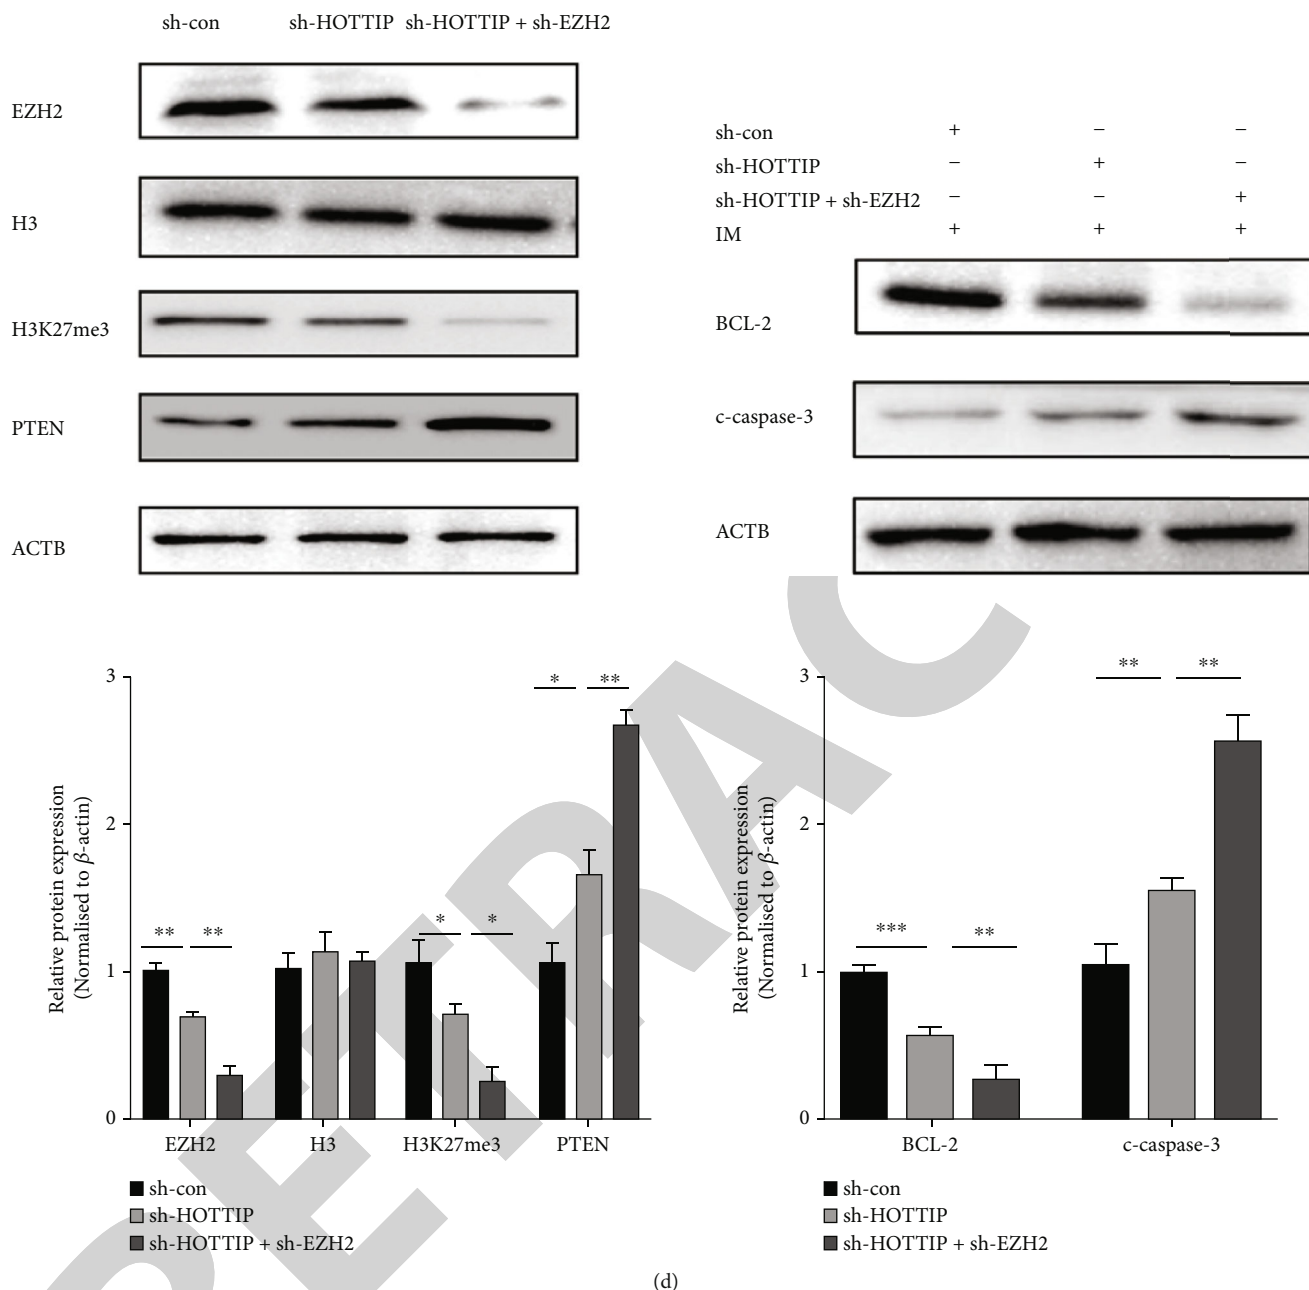 sh-con sh-HOTTIP sh-HOTTIP + sh-EZH2
EZH2
H3
H3K27me3
PTEN
ACTB
sh-con + – –
sh-HOTTIP – + –
sh-HOTTIP + sh-EZH2 – – +
IM + + +
BCL-2
c-caspase-3
ACTB
Relative protein expression
(Normalised to β-actin)
3
2
1
0
** **
* *
* **
EZH2 H3 H3K27me3 PTEN
sh-con
sh-HOTTIP
sh-HOTTIP + sh-EZH2
Relative protein expression
(Normalised to β-actin)
3
2
1
0
*** **
** **
BCL-2 c-caspase-3
sh-con
sh-HOTTIP
sh-HOTTIP + sh-EZH2
(d)
RETRAC